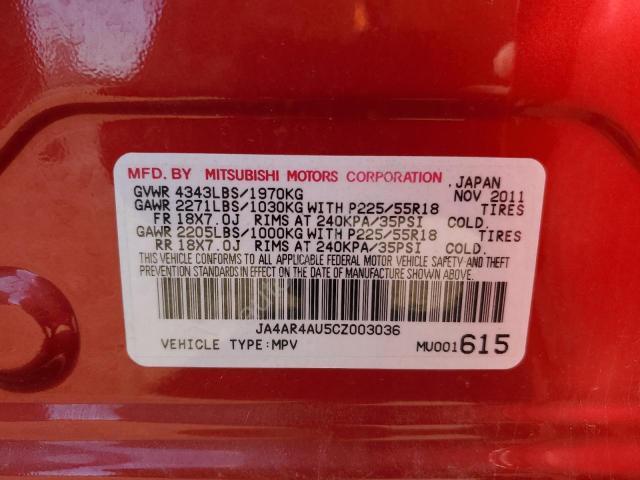 MFD. BY MITSUBISHI MOTORS CORPORATION , JAPAN
GVWR 4343LBS/1970KG NOV 2011
GAWR 2271LBS/1030KG WITH P225/55R18 TIRES
FR 18X7.0J RIMS AT 240KPA/35PSI COLD.
GAWR 2205LBS/1000KG WITH P225/55R18 TIRES
RR 18X7.0J RIMS AT 240KPA/35PSI COLD.
THIS VEHICLE CONFORMS TO ALL APPLICABLE FEDERAL MOTOR VEHICLE SAFETY AND THEFT
PREVENTION STANDARDS IN EFFECT ON THE DATE OF MANUFACTURE SHOWN ABOVE.
JA4AR4AU5CZ003036
VEHICLE TYPE:MPV MU001615